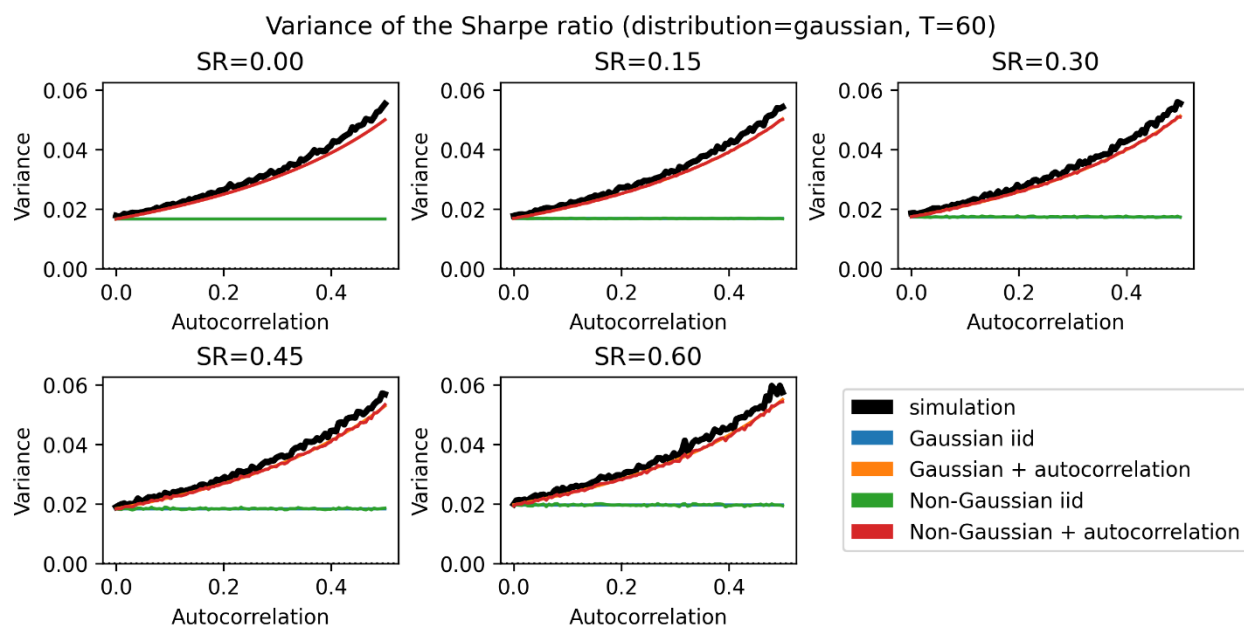 Variance of the Sharpe ratio (distribution=gaussian, T=60)
SR=0.00
SR=0.15
SR=0.30
0.06
0.04
0.02
0.00
Variance
0.0
0.2
0.4
Autocorrelation
0.06
0.04
0.02
0.00
Variance
0.0
0.2
0.4
Autocorrelation
0.06
0.04
0.02
0.00
Variance
0.0
0.2
0.4
Autocorrelation
SR=0.45
SR=0.60
0.06
0.04
0.02
0.00
Variance
0.0
0.2
0.4
Autocorrelation
0.06
0.04
0.02
0.00
Variance
0.0
0.2
0.4
Autocorrelation
simulation
Gaussian iid
Gaussian + autocorrelation
Non-Gaussian iid
Non-Gaussian + autocorrelation